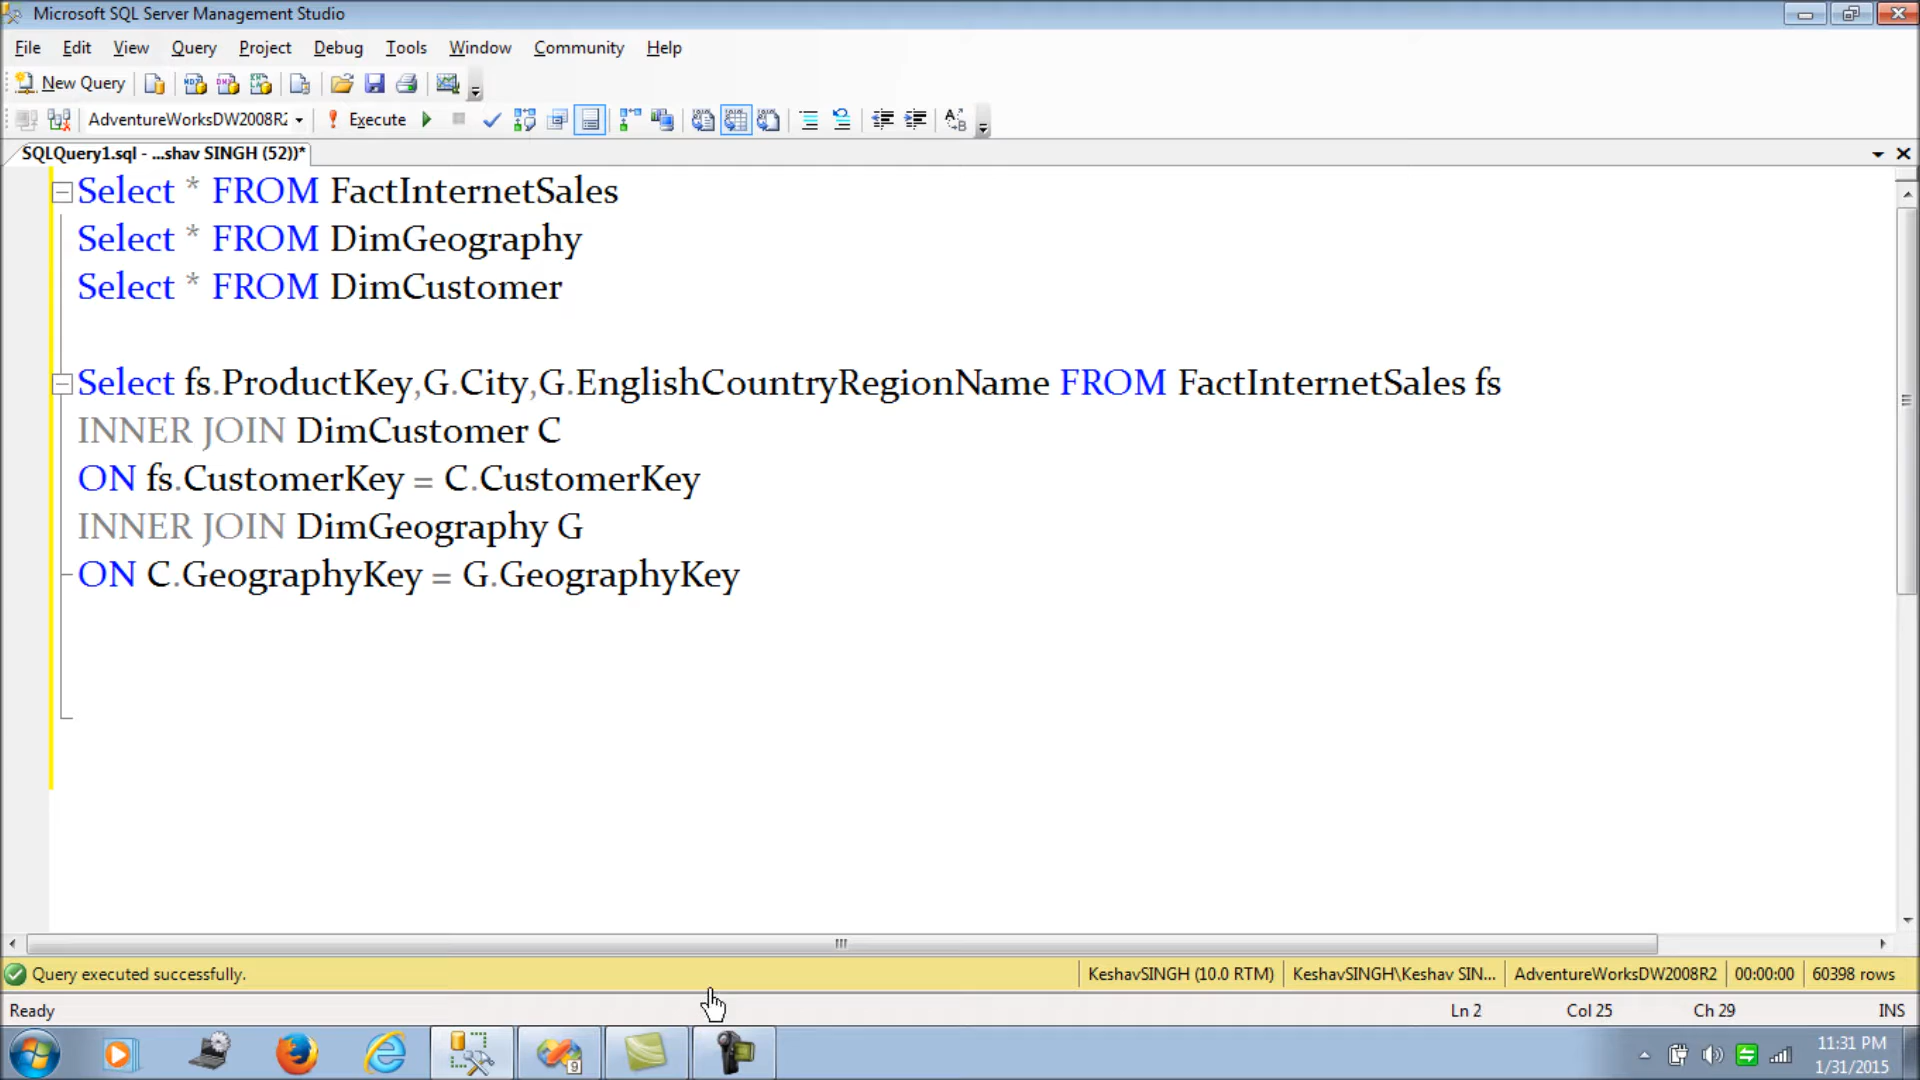 Microsoft SQL Server Management Studio
File Edit View Query Project Debug Tools Window Community Help
New Query
AdventureWorksDW2008R2 Execute
SQLQuery1.sql - ...shav SINGH (52))*
Select * FROM FactInternetSales
Select * FROM DimGeography
Select * FROM DimCustomer
Select fs.ProductKey,G.City,G.EnglishCountryRegionName FROM FactInternetSales fs
INNER JOIN DimCustomer C
ON fs.CustomerKey = C.CustomerKey
INNER JOIN DimGeography G
ON C.GeographyKey = G.GeographyKey
Query executed successfully. KeshavSINGH (10.0 RTM) KeshavSINGH\Keshav SIN... AdventureWorksDW2008R2 00:00:00 60398 rows
Ready Ln 2 Col 25 Ch 29 INS
9
11:31 PM
1/31/2015